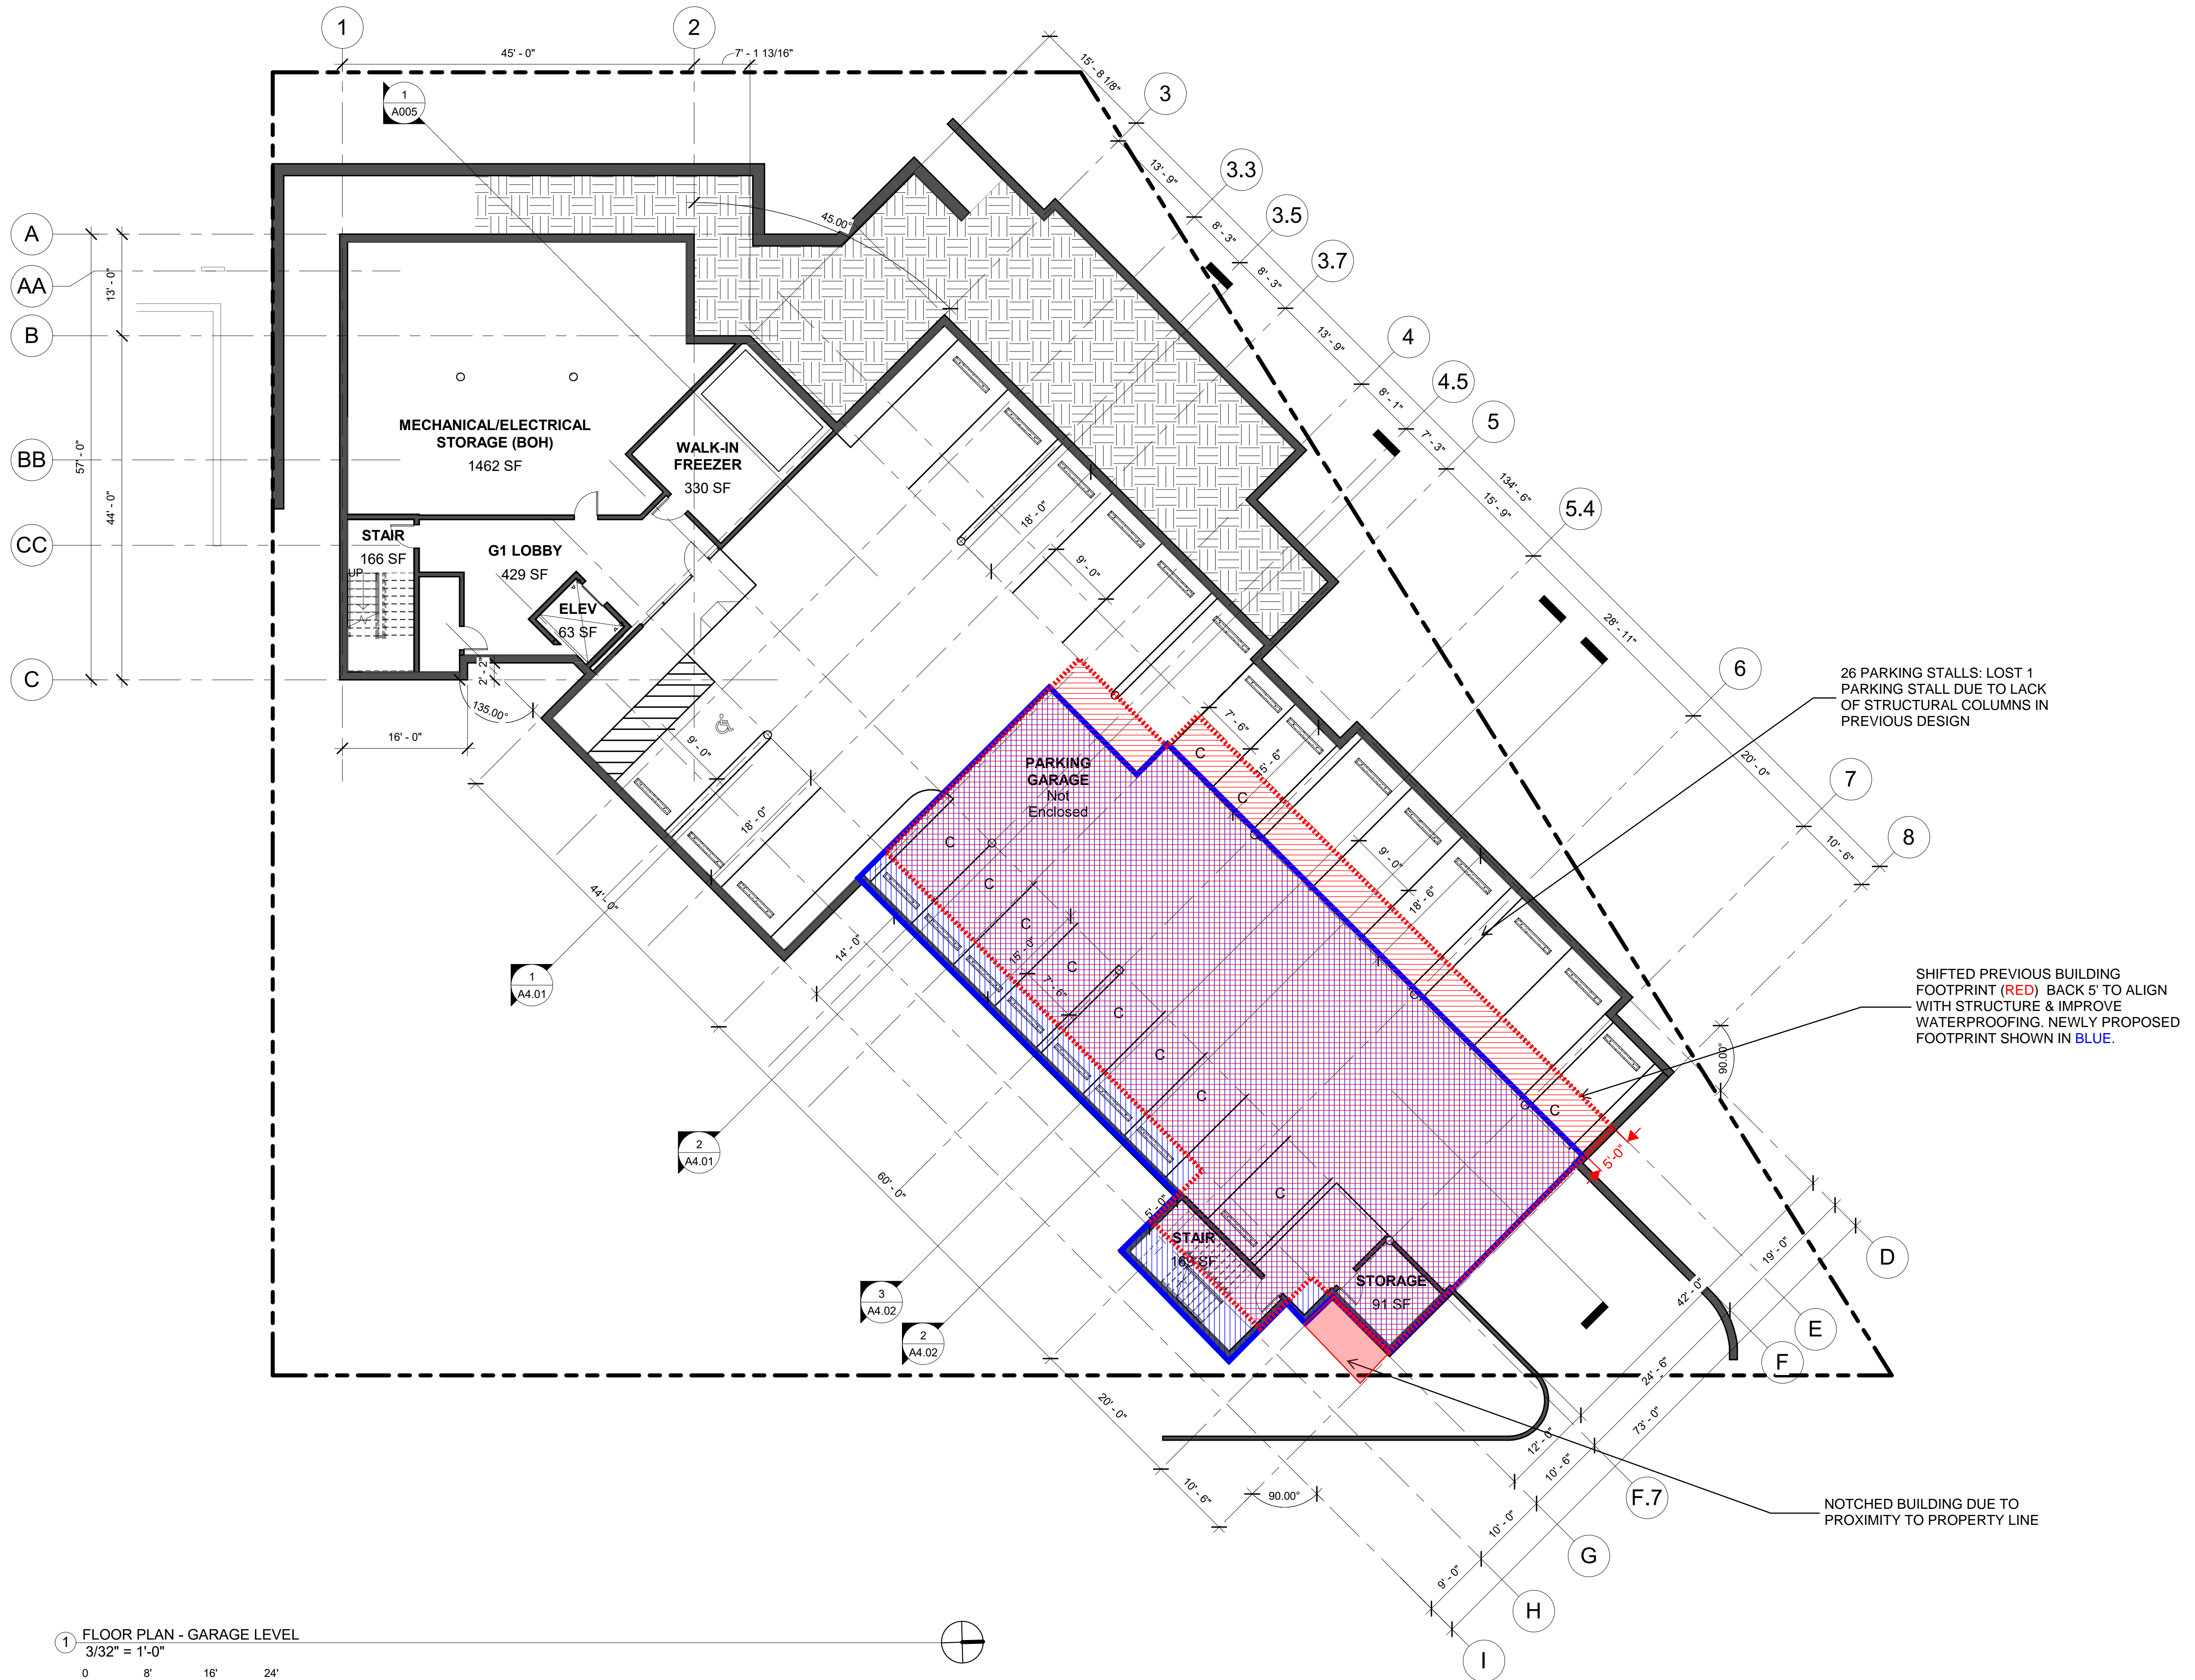 1
2
45' - 0"
7' - 1 13/16"
15' - 8 1/8"
3
1
A005
13' - 9"
3.3
8' - 3"
3.5
8' - 3"
3.7
45.00°
A
AA
B
BB
CC
C
13' - 0"
57' - 0"
44' - 0"
13' - 9"
4
8' - 1"
4.5
7' - 3"
5
134' - 6"
15' - 9"
5.4
28' - 11"
6
20' - 0"
7
10' - 6"
8
MECHANICAL/ELECTRICAL
STORAGE (BOH)
1462 SF
WALK-IN
FREEZER
330 SF
STAIR
166 SF
UP
G1 LOBBY
429 SF
ELEV
63 SF
2' - 2"
135.00°
16' - 0"
18' - 0"
9' - 0"
9' - 0"
18' - 0"
7' - 6"
15' - 6"
9' - 0"
18' - 6"
PARKING
GARAGE
Not
Enclosed
C
C
C
C
C
C
C
C
C
C
C
C
15' - 0"
7' - 6"
44' - 0"
14' - 0"
60' - 0"
1
A4.01
2
A4.01
3
A4.02
2
A4.02
5' - 0"
STAIR
169 SF
STORAGE
91 SF
5'-0"
90.00°
26 PARKING STALLS: LOST 1
PARKING STALL DUE TO LACK
OF STRUCTURAL COLUMNS IN
PREVIOUS DESIGN
SHIFTED PREVIOUS BUILDING
FOOTPRINT (RED) BACK 5' TO ALIGN
WITH STRUCTURE & IMPROVE
WATERPROOFING. NEWLY PROPOSED
FOOTPRINT SHOWN IN BLUE.
NOTCHED BUILDING DUE TO
PROXIMITY TO PROPERTY LINE
D
19' - 0"
E
42' - 0"
F
24' - 6"
73' - 0"
12' - 0"
F.7
10' - 6"
G
10' - 0"
H
9' - 0"
I
20' - 0"
10' - 6"
90.00°
1
FLOOR PLAN - GARAGE LEVEL
3/32" = 1'-0"
0 8' 16' 24'